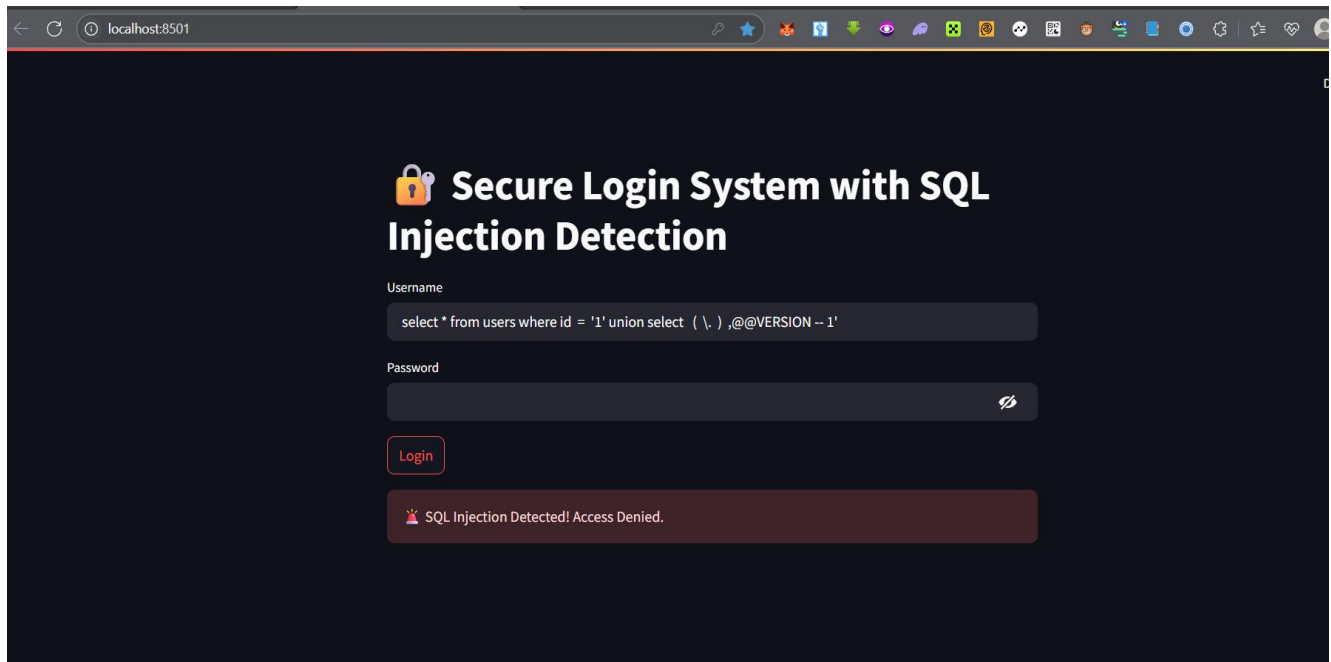 localhost:8501
D
Secure Login System with SQL
Injection Detection
Username
select * from users where id = '1' union select ( \. ) ,@@VERSION -- 1'
Password
Login
SQL Injection Detected! Access Denied.